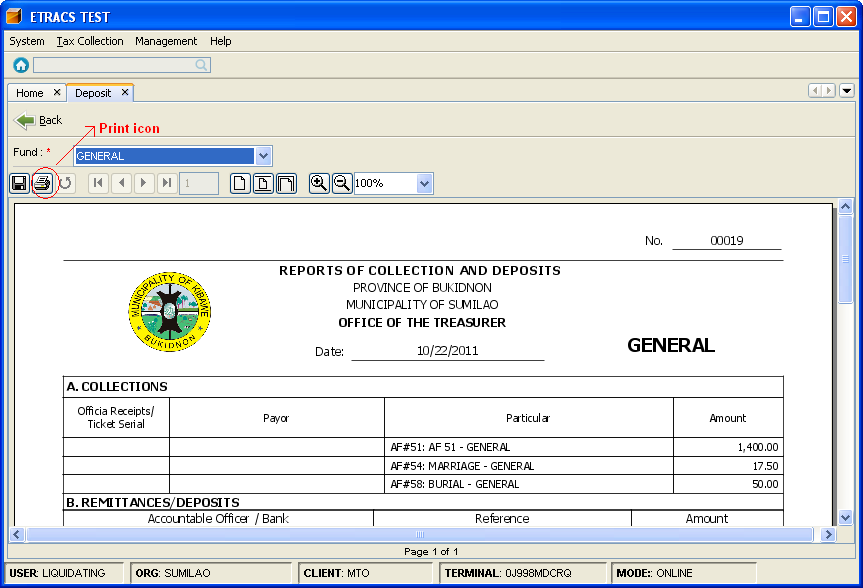 ETRACS TEST
System Tax Collection Management Help
Home Deposit
Back
Print icon
Fund : * GENERAL
1 100%
No. 00019
REPORTS OF COLLECTION AND DEPOSITS
PROVINCE OF BUKIDNON
MUNICIPALITY OF SUMILAO
OFFICE OF THE TREASURER
MUNICIPALITY OF KIBAWE
BUKIDNON
Date: 10/22/2011
GENERAL
A. COLLECTIONS
Officia Receipts/
Ticket Serial
Payor Particular Amount
AF#51: AF 51 - GENERAL 1,400.00
AF#54: MARRIAGE - GENERAL 17.50
AF#58: BURIAL - GENERAL 50.00
B. REMITTANCES/DEPOSITS
Accountable Officer / Bank Reference Amount
Page 1 of 1
USER: LIQUIDATING ORG: SUMILAO CLIENT: MTO TERMINAL: 0J998MDCRQ MODE: ONLINE